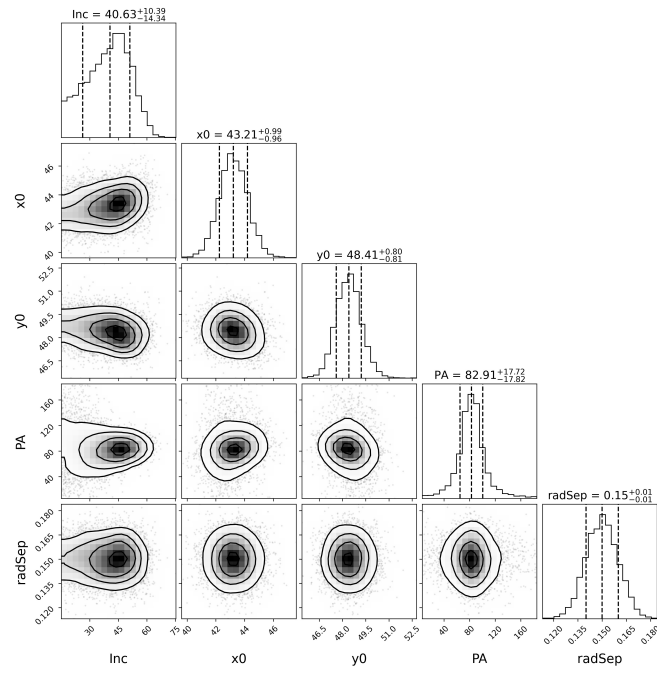 Inc = 40.63+10.39−14.34
x0 = 43.21+0.99−0.96
46
44
42
40
x0
y0 = 48.41+0.80−0.81
52.5
51.0
49.5
48.0
46.5
y0
PA = 82.91+17.72−17.82
160
120
80
40
PA
radSep = 0.15+0.01−0.01
0.180
0.165
0.150
0.135
0.120
radSep
30 45 60 75 40 42 44 46 46.5 48.0 49.5 51.0 52.5 40 80 120 160 0.120 0.135 0.150 0.165 0.180
Inc x0 y0 PA radSep